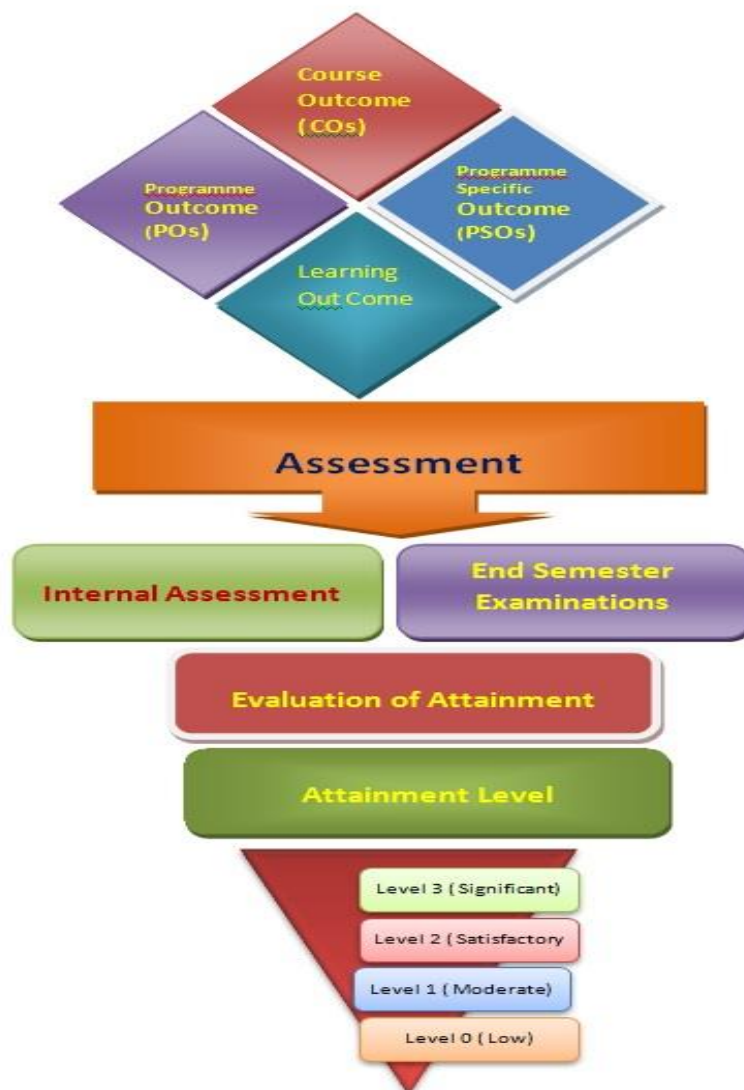 Course
Outcome
(COs)
Programme
Outcome
(POs)
Programme
Specific
Outcome
(PSOs)
Learning
Out Come
Assessment
Internal Assessment
End Semester
Examinations
Evaluation of Attainment
Attainment Level
Level 3 (Significant)
Level 2 (Satisfactory
Level 1 (Moderate)
Level 0 (Low)